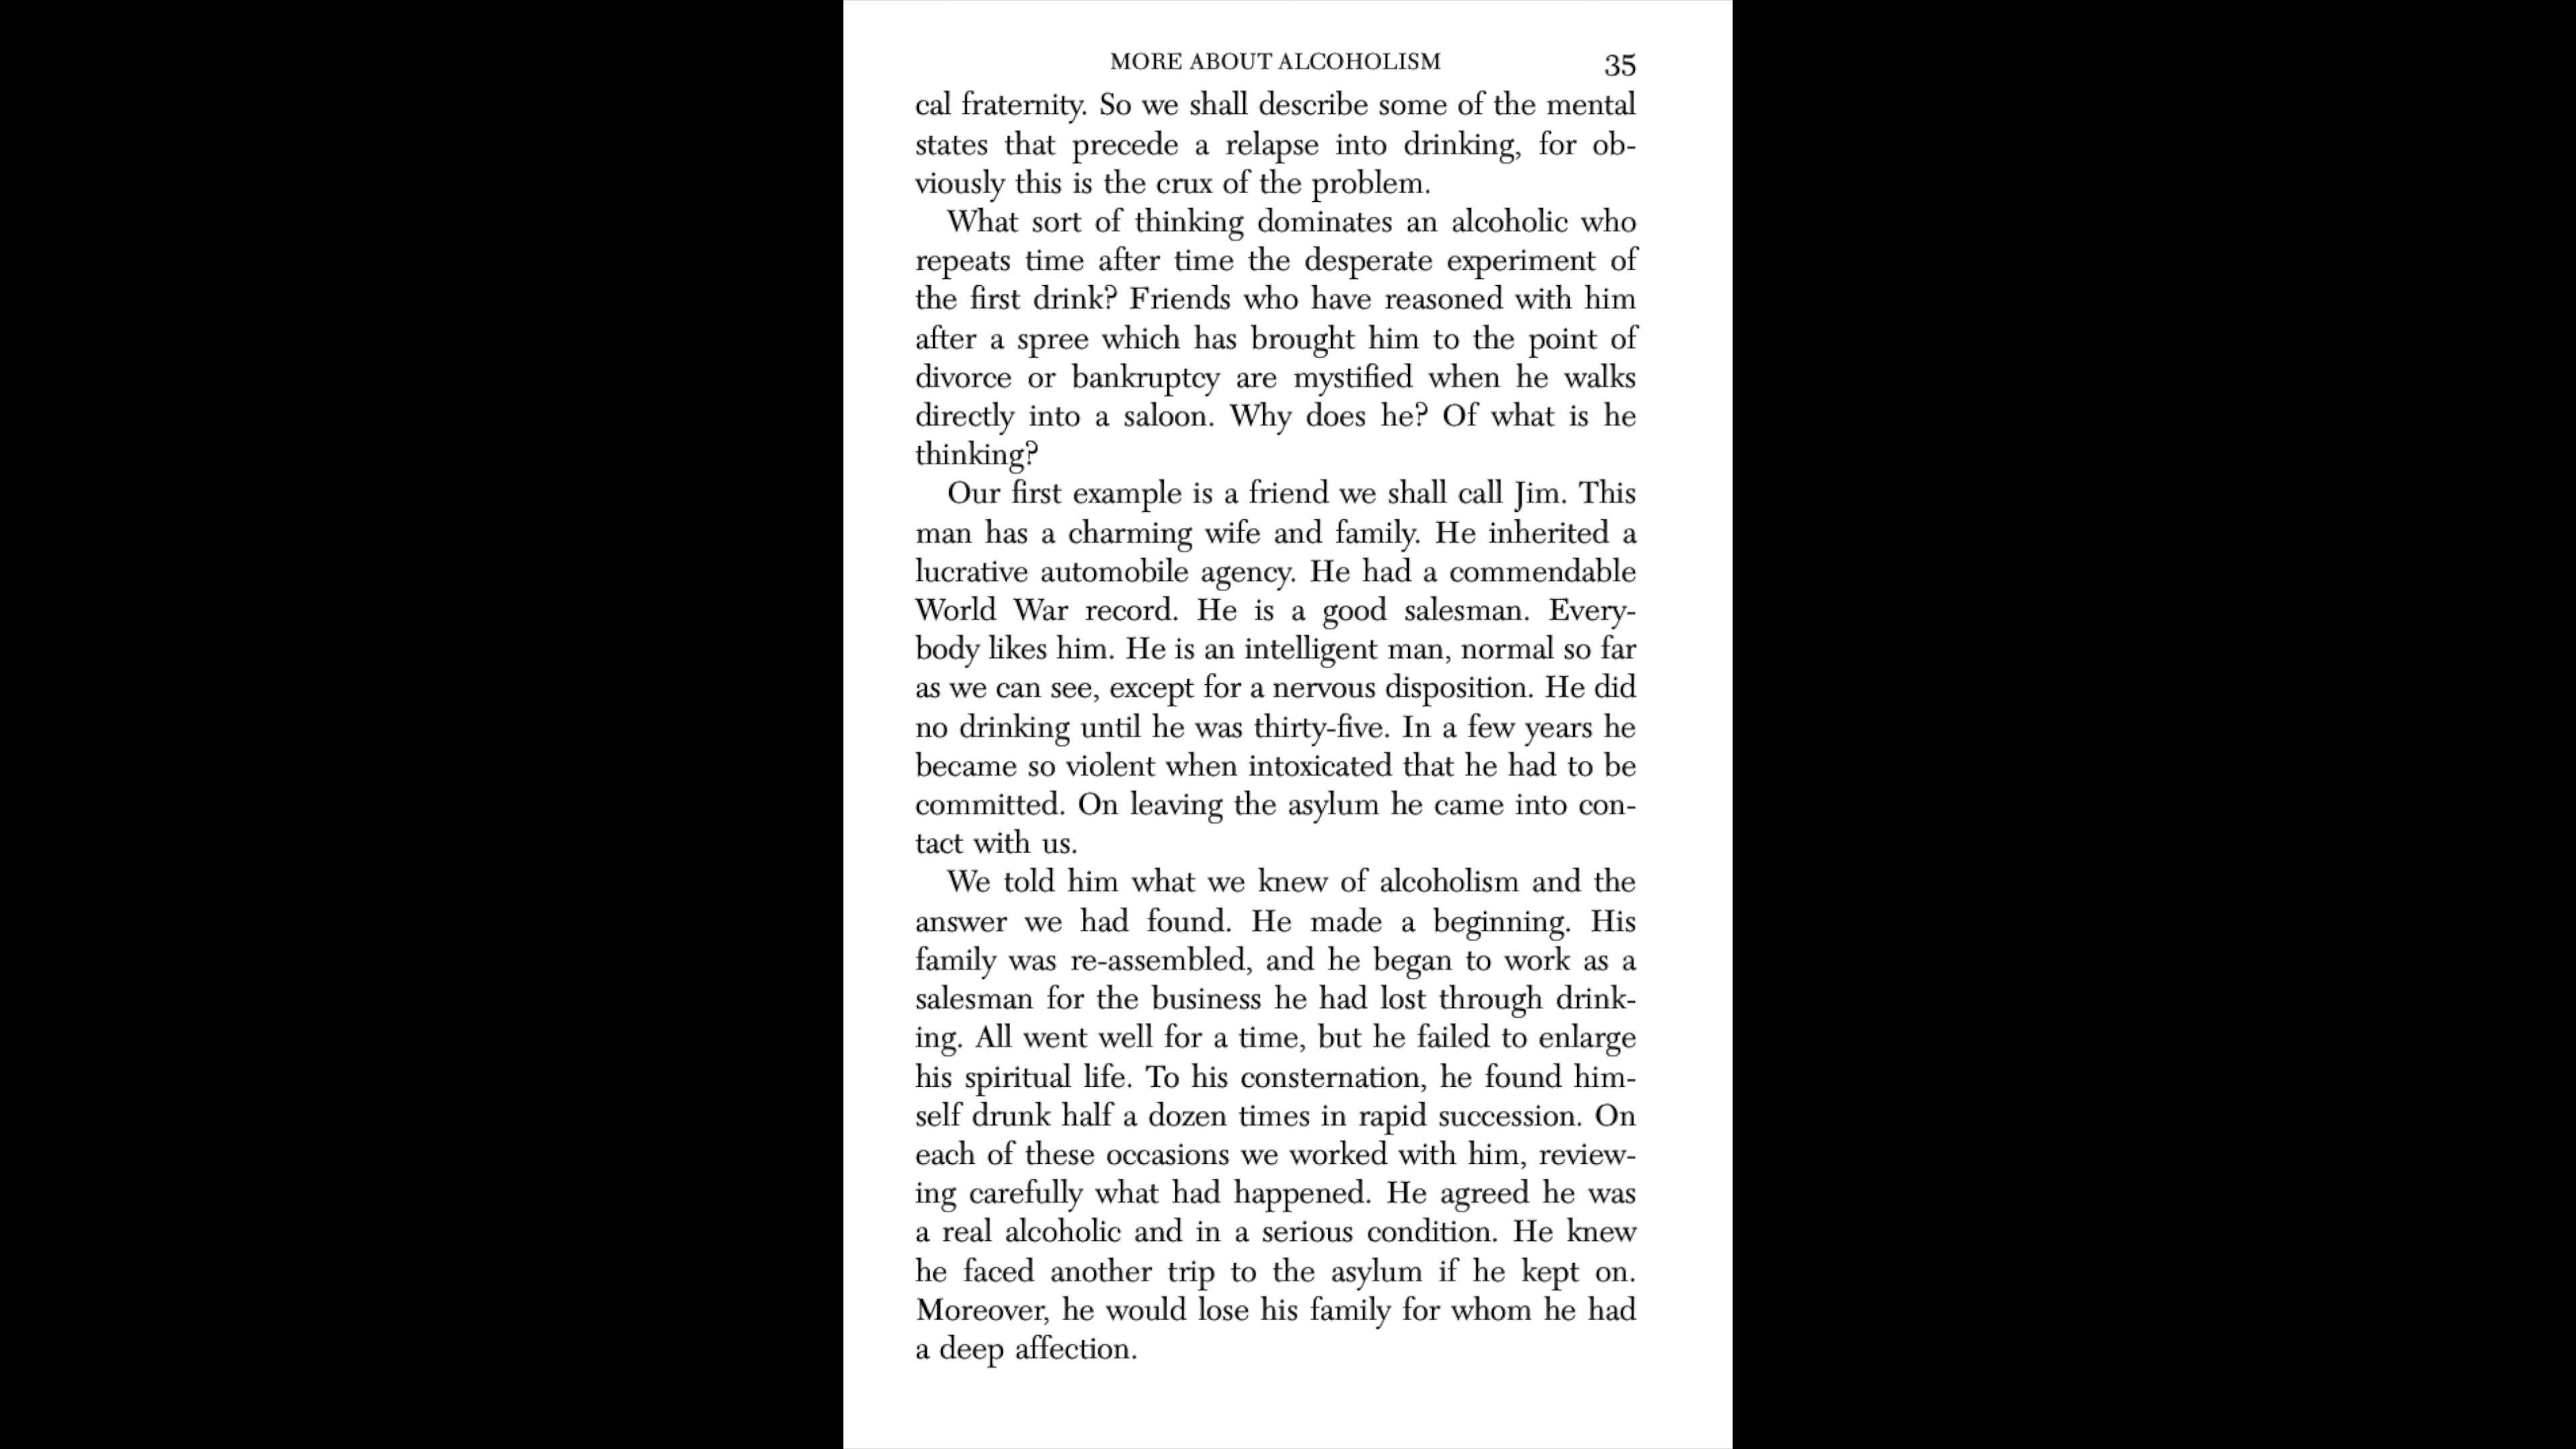 MORE ABOUT ALCOHOLISM 35
cal fraternity. So we shall describe some of the mental
states that precede a relapse into drinking, for ob-
viously this is the crux of the problem.
What sort of thinking dominates an alcoholic who
repeats time after time the desperate experiment of
the first drink? Friends who have reasoned with him
after a spree which has brought him to the point of
divorce or bankruptcy are mystified when he walks
directly into a saloon. Why does he? Of what is he
thinking?
Our first example is a friend we shall call Jim. This
man has a charming wife and family. He inherited a
lucrative automobile agency. He had a commendable
World War record. He is a good salesman. Every-
body likes him. He is an intelligent man, normal so far
as we can see, except for a nervous disposition. He did
no drinking until he was thirty-five. In a few years he
became so violent when intoxicated that he had to be
committed. On leaving the asylum he came into con-
tact with us.
We told him what we knew of alcoholism and the
answer we had found. He made a beginning. His
family was re-assembled, and he began to work as a
salesman for the business he had lost through drink-
ing. All went well for a time, but he failed to enlarge
his spiritual life. To his consternation, he found him-
self drunk half a dozen times in rapid succession. On
each of these occasions we worked with him, review-
ing carefully what had happened. He agreed he was
a real alcoholic and in a serious condition. He knew
he faced another trip to the asylum if he kept on.
Moreover, he would lose his family for whom he had
a deep affection.